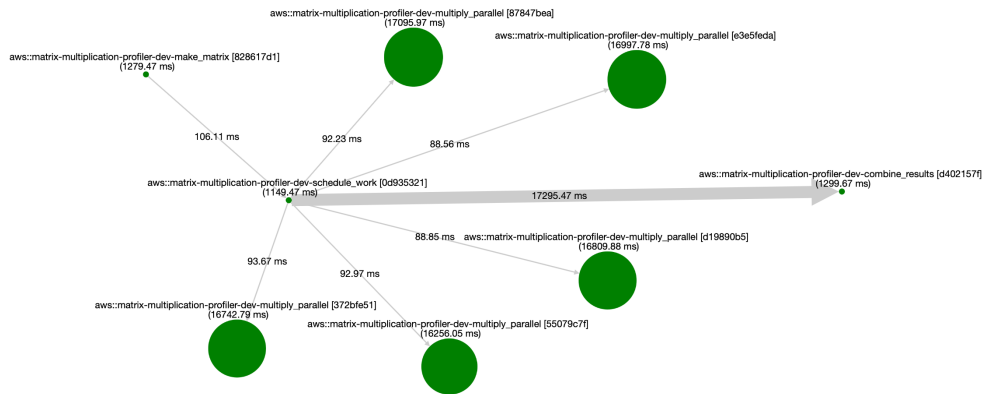 aws::matrix-multiplication-profiler-dev-multiply_parallel [87847bea]
(17095.97 ms)
aws::matrix-multiplication-profiler-dev-multiply_parallel [e3e5feda]
(16997.78 ms)
aws::matrix-multiplication-profiler-dev-make_matrix [828617d1]
(1279.47 ms)
106.11 ms
92.23 ms
88.56 ms
aws::matrix-multiplication-profiler-dev-combine_results [d402157f]
(1299.67 ms)
aws::matrix-multiplication-profiler-dev-schedule_work [0d935321]
(1149.47 ms)
17295.47 ms
88.85 ms
aws::matrix-multiplication-profiler-dev-multiply_parallel [d19890b5]
(16809.88 ms)
93.67 ms
92.97 ms
aws::matrix-multiplication-profiler-dev-multiply_parallel [372bfe51]
(16742.79 ms)
aws::matrix-multiplication-profiler-dev-multiply_parallel [55079c7f]
(16256.05 ms)